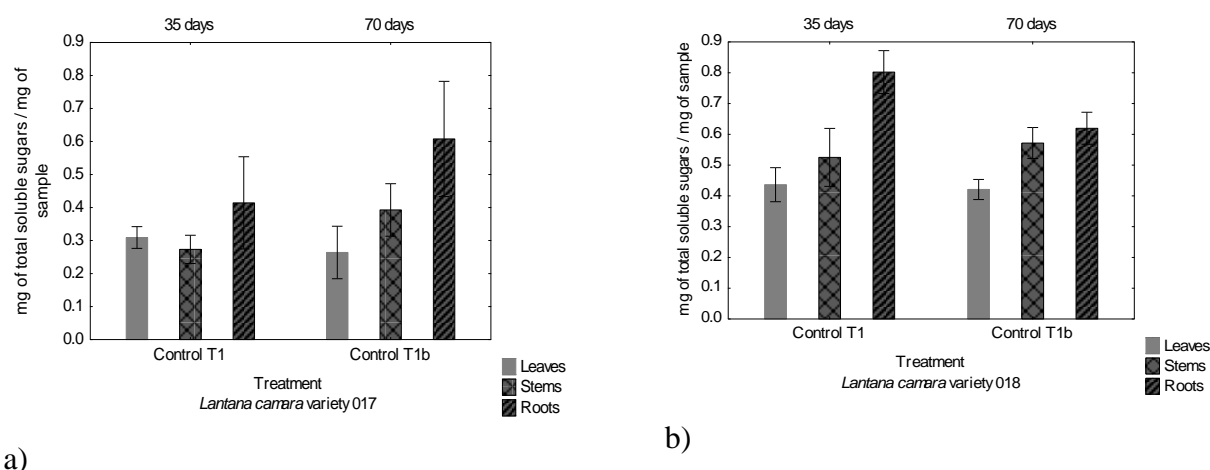 35 days 70 days
0.9
0.8
0.7
0.6
0.5
0.4
0.3
0.2
0.1
0.0
mg of total soluble sugars / mg of
sample
Control T1 Control T1b
Treatment
Lantana camara variety 017
Leaves
Stems
Roots
a)
35 days 70 days
0.9
0.8
0.7
0.6
0.5
0.4
0.3
0.2
0.1
0.0
mg of total soluble sugars / mg of sample
Control T1 Control T1b
Treatment
Lantana camara variety 018
Leaves
Stems
Roots
b)